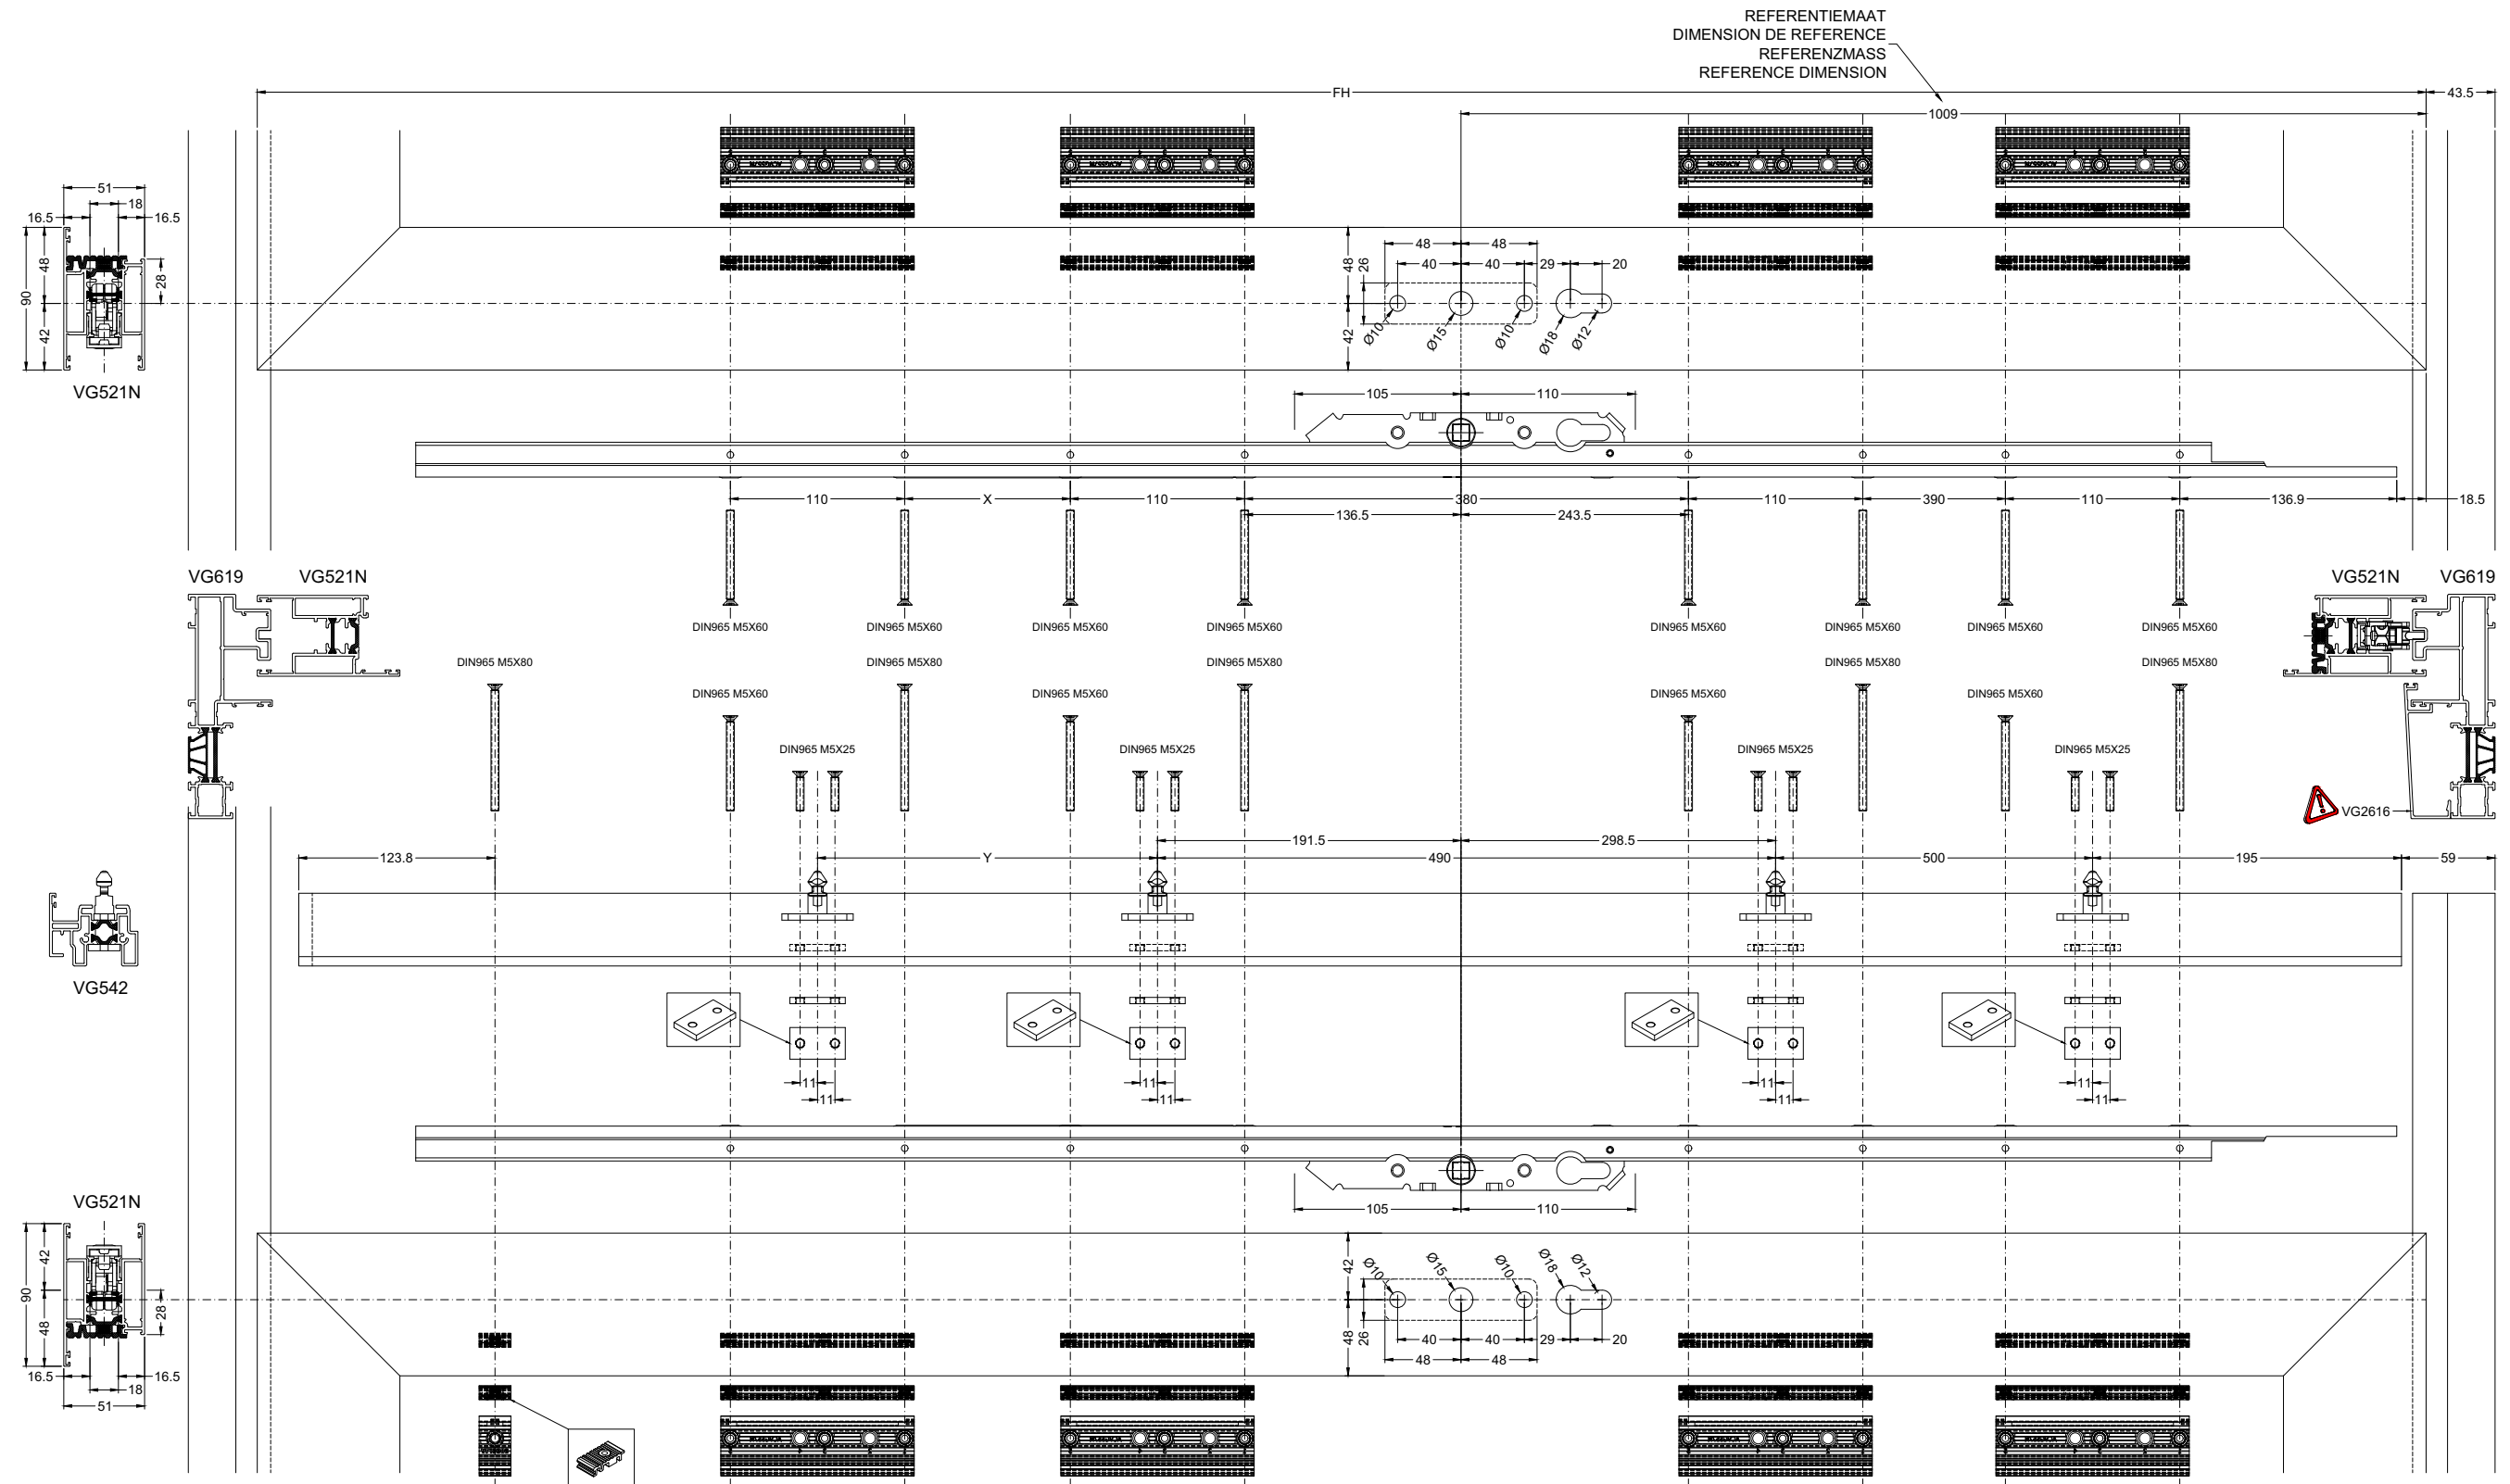 REFERENTIEMAAT
DIMENSION DE REFERENCE
REFERENZMASS
REFERENCE DIMENSION
FH
43.5
1009
51
18
16.5
16.5
48
28
90
42
VG521N
48
48
40
40
29
20
48
26
42
Ø10
Ø15
Ø10
Ø18
Ø12
105
110
110
X
110
380
110
390
110
136.9
18.5
136.5
243.5
VG619
VG521N
VG521N
VG619
DIN965 M5X60
DIN965 M5X60
DIN965 M5X60
DIN965 M5X60
DIN965 M5X60
DIN965 M5X60
DIN965 M5X60
DIN965 M5X60
DIN965 M5X80
DIN965 M5X80
DIN965 M5X80
DIN965 M5X80
DIN965 M5X80
DIN965 M5X60
DIN965 M5X60
DIN965 M5X60
DIN965 M5X60
DIN965 M5X25
DIN965 M5X25
DIN965 M5X25
DIN965 M5X25
VG2616
191.5
298.5
123.8
Y
490
500
195
59
VG542
11
11
11
11
11
11
11
11
VG521N
105
110
42
90
28
48
16.5
16.5
18
51
42
26
48
Ø10
Ø15
Ø10
Ø18
Ø12
40
40
29
20
48
48